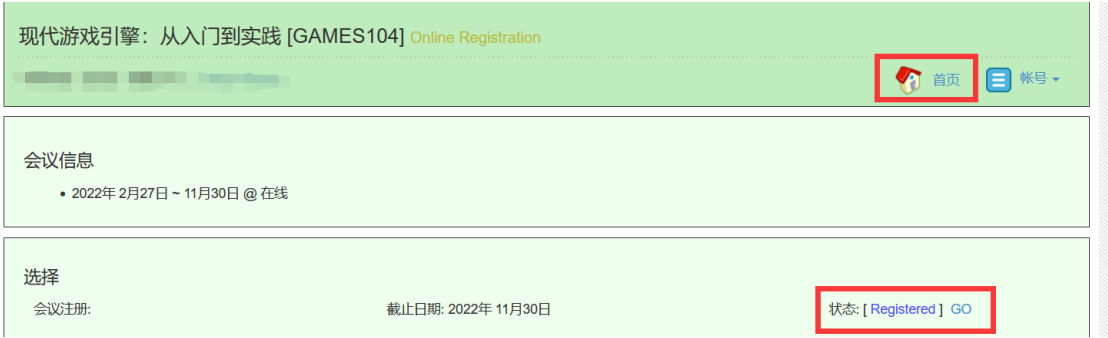 现代游戏引擎：从入门到实践 [GAMES104] Online Registration
首页 帐号
会议信息
• 2022年 2月27日 ~ 11月30日 @ 在线
选择
会议注册: 截止日期: 2022年 11月30日 状态: [ Registered ] GO